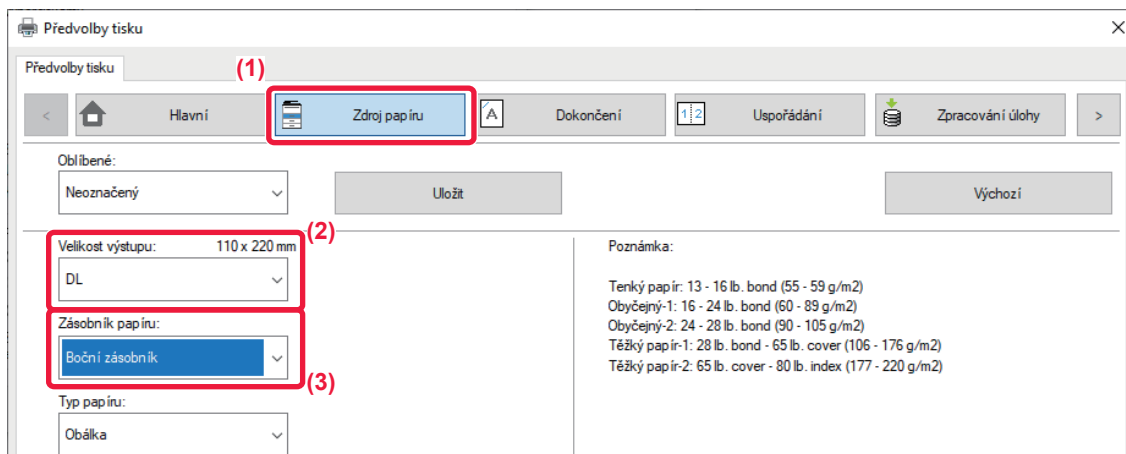 Předvolby tisku
Předvolby tisku
(1)
< Hlavní Zdroj papíru A Dokončení 1 2 Uspořádání Zpracování úlohy >
Oblíbené:
Neoznačený Uložit Výchozí
(2)
Velikost výstupu: 110 x 220 mm
DL
Zásobník papíru:
Boční zásobník
(3)
Typ papíru:
Obálka
Poznámka:
Tenký papír: 13 - 16 lb. bond (55 - 59 g/m2)
Obyčejný-1: 16 - 24 lb. bond (60 - 89 g/m2)
Obyčejný-2: 24 - 28 lb. bond (90 - 105 g/m2)
Těžký papír-1: 28 lb. bond - 65 lb. cover (106 - 176 g/m2)
Těžký papír-2: 65 lb. cover - 80 lb. index (177 - 220 g/m2)